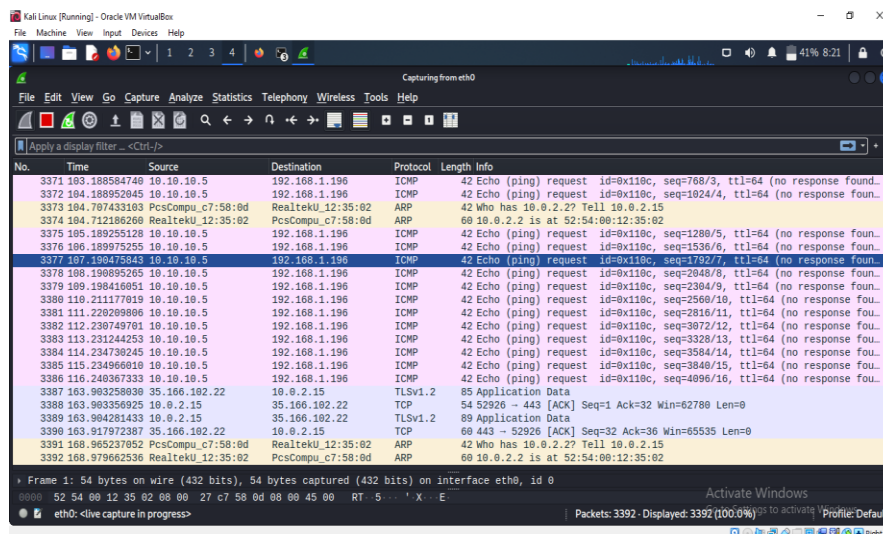 Kali Linux [Running] - Oracle VM VirtualBox
File Machine View Input Devices Help
1 2 3 4 41% 8:21
Capturing from eth0
File Edit View Go Capture Analyze Statistics Telephony Wireless Tools Help
Apply a display filter … <Ctrl-/>
No. Time Source Destination Protocol Length Info
3371 103.188584740 10.10.10.5 192.168.1.196 ICMP 42 Echo (ping) request id=0x110c, seq=768/3, ttl=64 (no response found…
3372 104.188952045 10.10.10.5 192.168.1.196 ICMP 42 Echo (ping) request id=0x110c, seq=1024/4, ttl=64 (no response foun…
3373 104.707433103 PcsCompu_c7:58:0d RealtekU_12:35:02 ARP 42 Who has 10.0.2.2? Tell 10.0.2.15
3374 104.712186260 RealtekU_12:35:02 PcsCompu_c7:58:0d ARP 60 10.0.2.2 is at 52:54:00:12:35:02
3375 105.189255128 10.10.10.5 192.168.1.196 ICMP 42 Echo (ping) request id=0x110c, seq=1280/5, ttl=64 (no response foun…
3376 106.189975255 10.10.10.5 192.168.1.196 ICMP 42 Echo (ping) request id=0x110c, seq=1536/6, ttl=64 (no response foun…
3377 107.190475843 10.10.10.5 192.168.1.196 ICMP 42 Echo (ping) request id=0x110c, seq=1792/7, ttl=64 (no response foun…
3378 108.190895265 10.10.10.5 192.168.1.196 ICMP 42 Echo (ping) request id=0x110c, seq=2048/8, ttl=64 (no response foun…
3379 109.198416051 10.10.10.5 192.168.1.196 ICMP 42 Echo (ping) request id=0x110c, seq=2304/9, ttl=64 (no response foun…
3380 110.211177019 10.10.10.5 192.168.1.196 ICMP 42 Echo (ping) request id=0x110c, seq=2560/10, ttl=64 (no response fou…
3381 111.220209806 10.10.10.5 192.168.1.196 ICMP 42 Echo (ping) request id=0x110c, seq=2816/11, ttl=64 (no response fou…
3382 112.230749701 10.10.10.5 192.168.1.196 ICMP 42 Echo (ping) request id=0x110c, seq=3072/12, ttl=64 (no response fou…
3383 113.231244253 10.10.10.5 192.168.1.196 ICMP 42 Echo (ping) request id=0x110c, seq=3328/13, ttl=64 (no response fou…
3384 114.234730245 10.10.10.5 192.168.1.196 ICMP 42 Echo (ping) request id=0x110c, seq=3584/14, ttl=64 (no response fou…
3385 115.234966010 10.10.10.5 192.168.1.196 ICMP 42 Echo (ping) request id=0x110c, seq=3840/15, ttl=64 (no response fou…
3386 116.240367333 10.10.10.5 192.168.1.196 ICMP 42 Echo (ping) request id=0x110c, seq=4096/16, ttl=64 (no response fou…
3387 163.903258030 35.166.102.22 10.0.2.15 TLSv1.2 85 Application Data
3388 163.903356925 10.0.2.15 35.166.102.22 TCP 54 52926 → 443 [ACK] Seq=1 Ack=32 Win=62780 Len=0
3389 163.904281433 10.0.2.15 35.166.102.22 TLSv1.2 89 Application Data
3390 163.917972387 35.166.102.22 10.0.2.15 TCP 60 443 → 52926 [ACK] Seq=32 Ack=36 Win=65535 Len=0
3391 168.965237052 PcsCompu_c7:58:0d RealtekU_12:35:02 ARP 42 Who has 10.0.2.2? Tell 10.0.2.15
3392 168.979662536 RealtekU_12:35:02 PcsCompu_c7:58:0d ARP 60 10.0.2.2 is at 52:54:00:12:35:02
Frame 1: 54 bytes on wire (432 bits), 54 bytes captured (432 bits) on interface eth0, id 0
0000 52 54 00 12 35 02 08 00 27 c7 58 0d 08 00 45 00 RT··5··· '·X···E·
Activate Windows
Go to Settings to activate Windows.
eth0: <live capture in progress> Packets: 3392 · Displayed: 3392 (100.0%) Profile: Defaul
Right